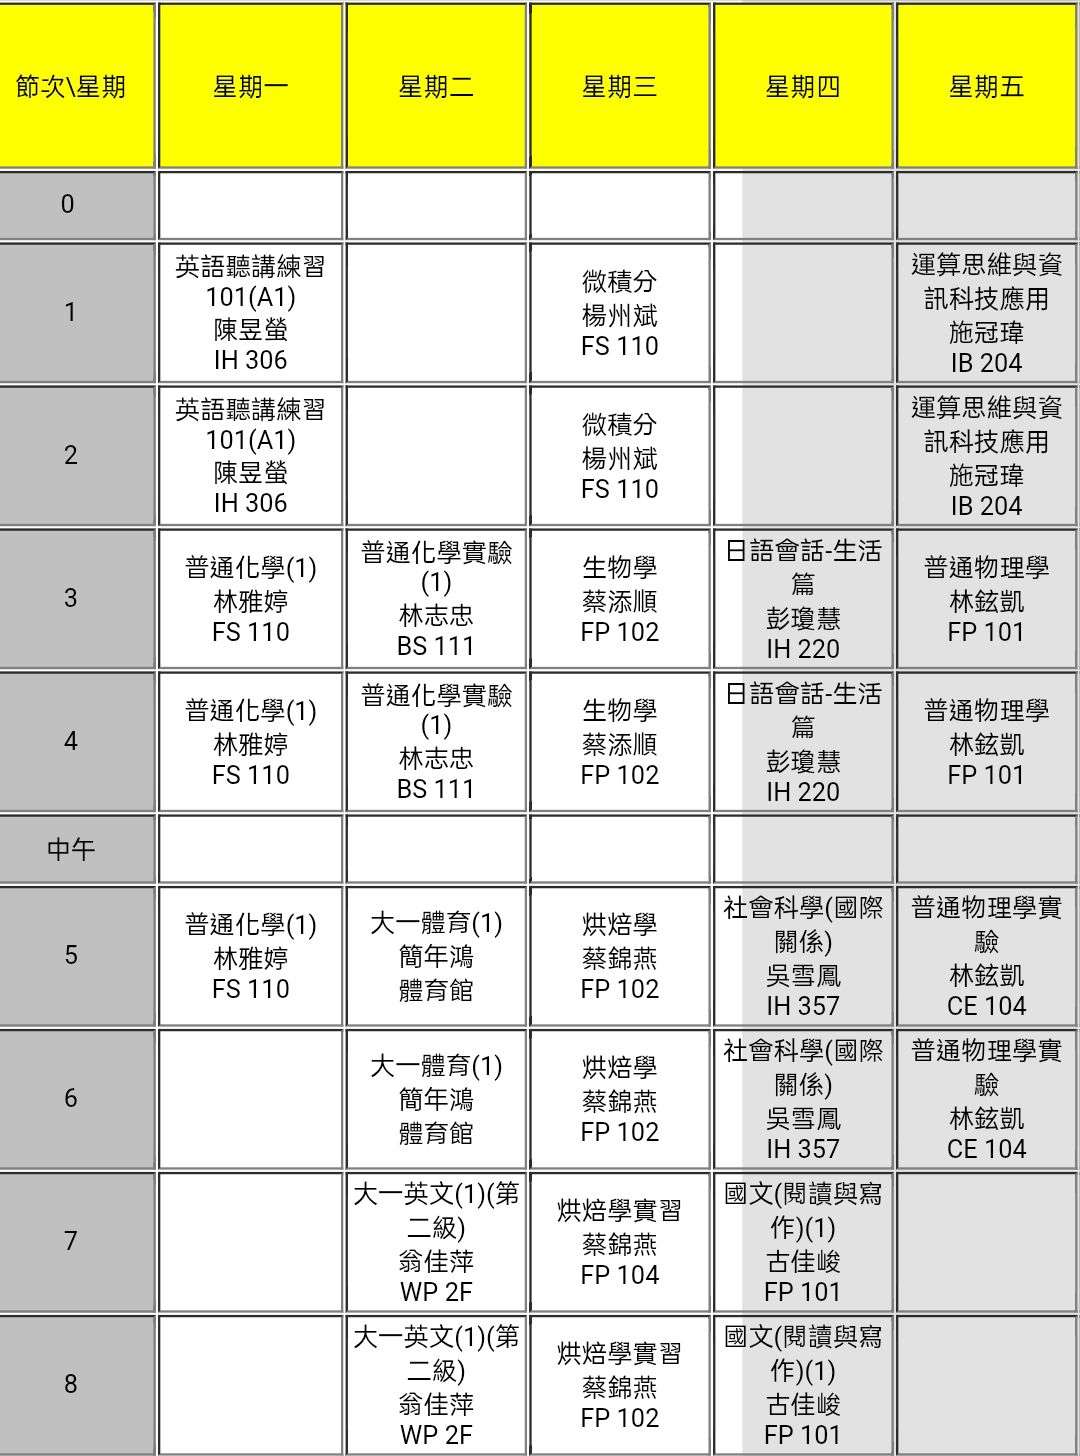 節次\星期 星期一 星期二 星期三 星期四 星期五
0
1
英語聽講練習
101(A1)
陳昱螢
IH 306
微積分
楊州斌
FS 110
運算思維與資
訊科技應用
施冠瑋
IB 204
2
英語聽講練習
101(A1)
陳昱螢
IH 306
微積分
楊州斌
FS 110
運算思維與資
訊科技應用
施冠瑋
IB 204
3
普通化學(1)
林雅婷
FS 110
普通化學實驗
(1)
林志忠
BS 111
生物學
蔡添順
FP 102
日語會話-生活
篇
彭瓊慧
IH 220
普通物理學
林鉉凱
FP 101
4
普通化學(1)
林雅婷
FS 110
普通化學實驗
(1)
林志忠
BS 111
生物學
蔡添順
FP 102
日語會話-生活
篇
彭瓊慧
IH 220
普通物理學
林鉉凱
FP 101
中午
5
普通化學(1)
林雅婷
FS 110
大一體育(1)
簡年鴻
體育館
烘焙學
蔡錦燕
FP 102
社會科學(國際
關係)
吳雪鳳
IH 357
普通物理學實
驗
林鉉凱
CE 104
6
大一體育(1)
簡年鴻
體育館
烘焙學
蔡錦燕
FP 102
社會科學(國際
關係)
吳雪鳳
IH 357
普通物理學實
驗
林鉉凱
CE 104
7
大一英文(1)(第
二級)
翁佳萍
WP 2F
烘焙學實習
蔡錦燕
FP 104
國文(閱讀與寫
作)(1)
古佳峻
FP 101
8
大一英文(1)(第
二級)
翁佳萍
WP 2F
烘焙學實習
蔡錦燕
FP 102
國文(閱讀與寫
作)(1)
古佳峻
FP 101